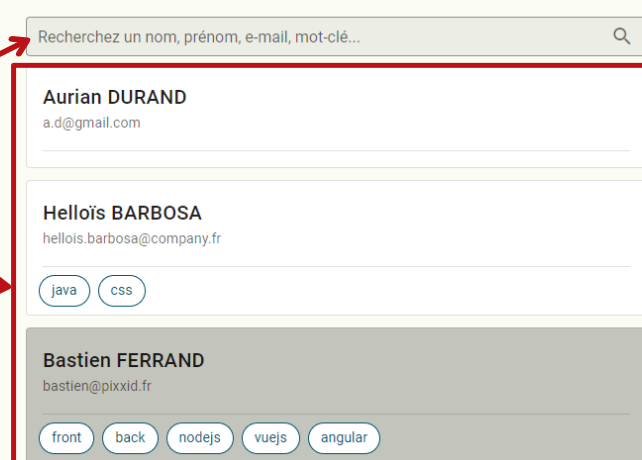 Recherchez un nom, prénom, e-mail, mot-clé...
Aurian DURAND
a.d@gmail.com
Helloïs BARBOSA
hellois.barbosa@company.fr
java css
Bastien FERRAND
bastien@pixxid.fr
front back nodejs vuejs angular